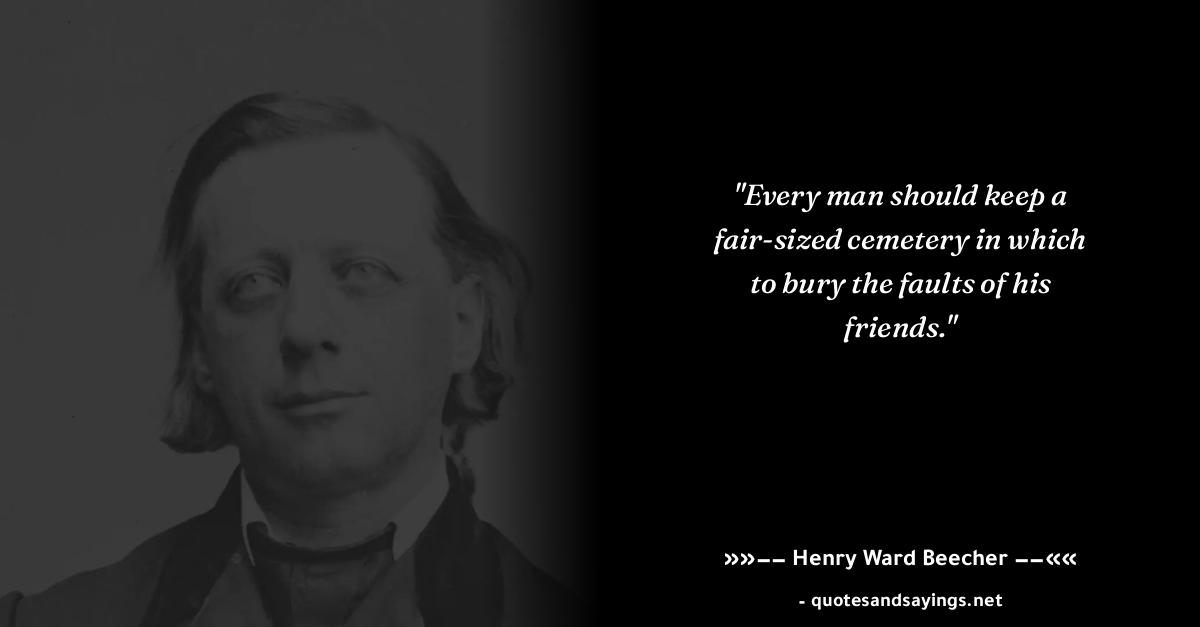 "Every man should keep a
fair-sized cemetery in which
to bury the faults of his
friends."
»»−− Henry Ward Beecher −−««
- quotesandsayings.net